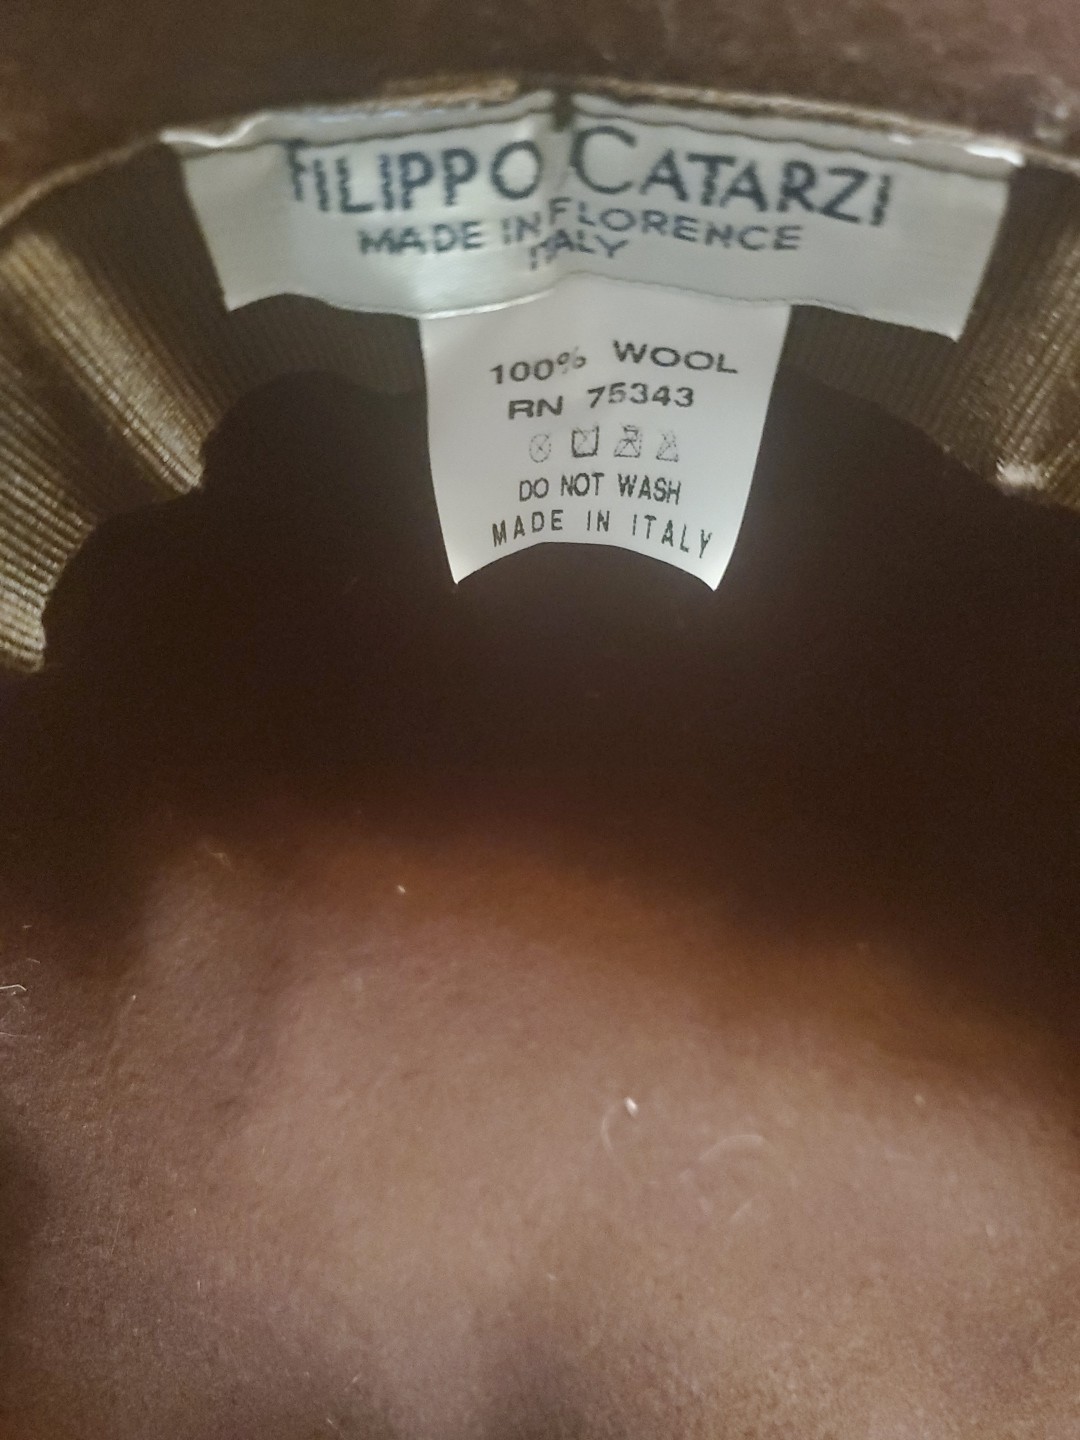 FILIPPO CATARZI
MADE IN FLORENCE
ITALY
100% WOOL
RN 75343
DO NOT WASH
MADE IN ITALY